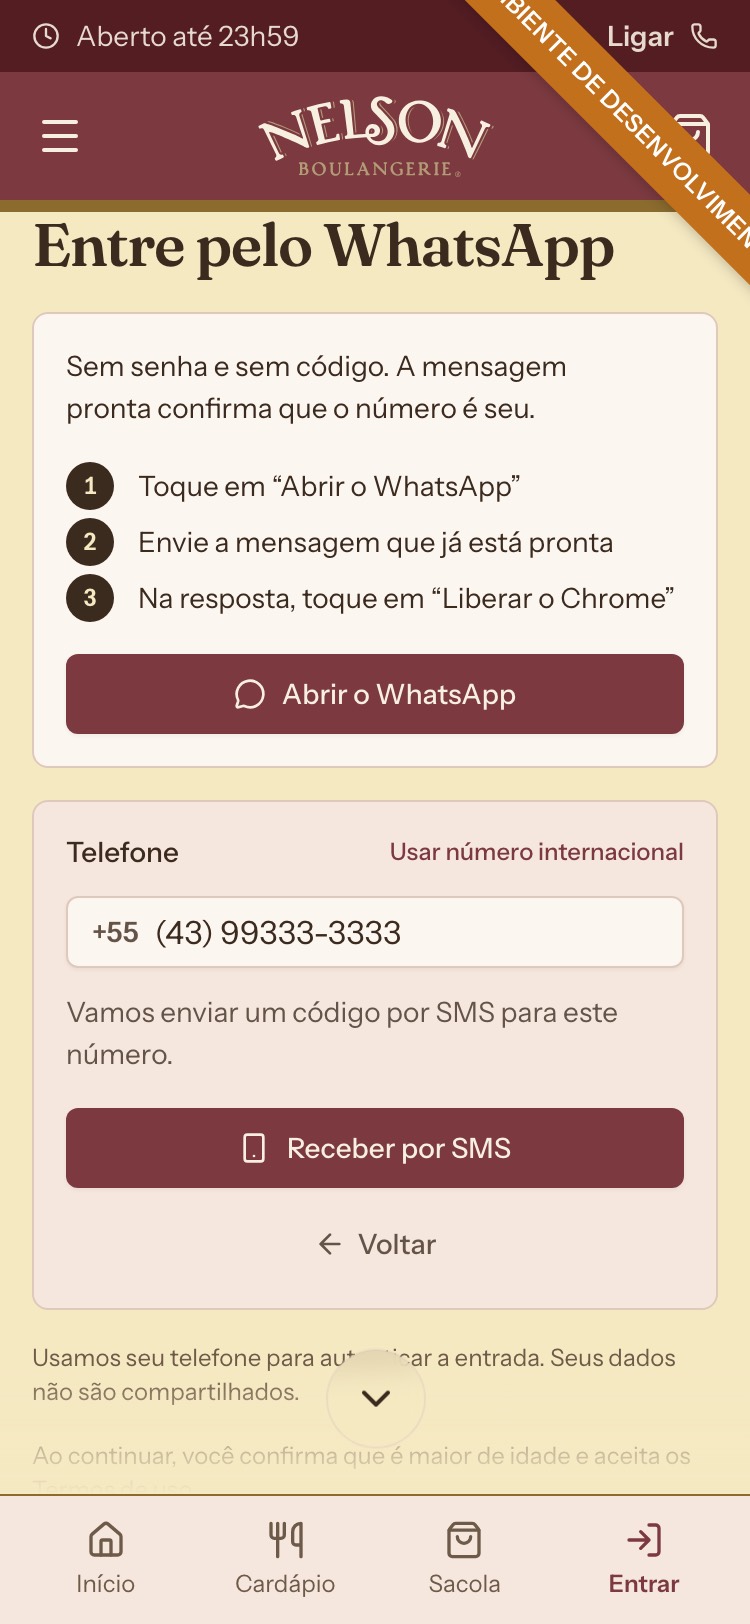 Aberto até 23h59
Ligar
BIENTE DE DESENVOLVIMEN
NELSON
BOULANGERIE
Entre pelo WhatsApp
Sem senha e sem código. A mensagem
pronta confirma que o número é seu.
1 Toque em “Abrir o WhatsApp”
2 Envie a mensagem que já está pronta
3 Na resposta, toque em “Liberar o Chrome”
Abrir o WhatsApp
Telefone
Usar número internacional
+55 (43) 99333-3333
Vamos enviar um código por SMS para este
número.
Receber por SMS
Voltar
Usamos seu telefone para autenticar a entrada. Seus dados
não são compartilhados.
Ao continuar, você confirma que é maior de idade e aceita os
Termos de uso
Início
Cardápio
Sacola
Entrar